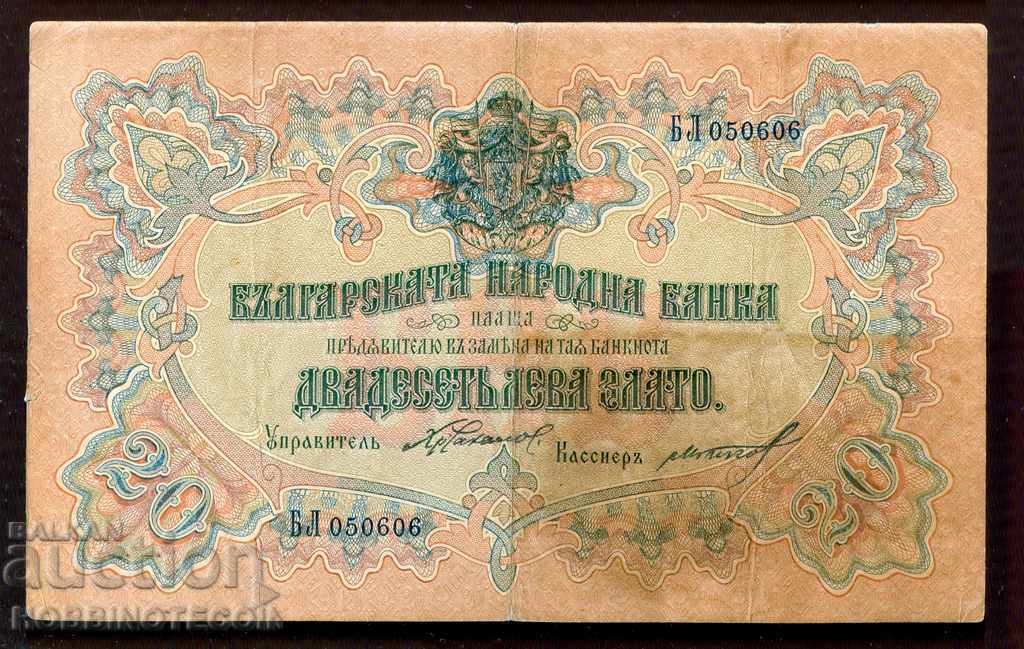 БЛ 050606
БЪЛГАРСКАТА НАРОДНА БАНКА
ПЛАЩА
ПРѢДѪВИТЕЛЮ ВЪ ЗАМѢНА НА ТАЯ БАНКНОТА
ДВАДЕСЕТЬ ЛЕВА ЗЛАТО.
Управитель
Кассиеръ
20
20
БЛ 050606
BALKAN
auction
HOBBINOTECOIN